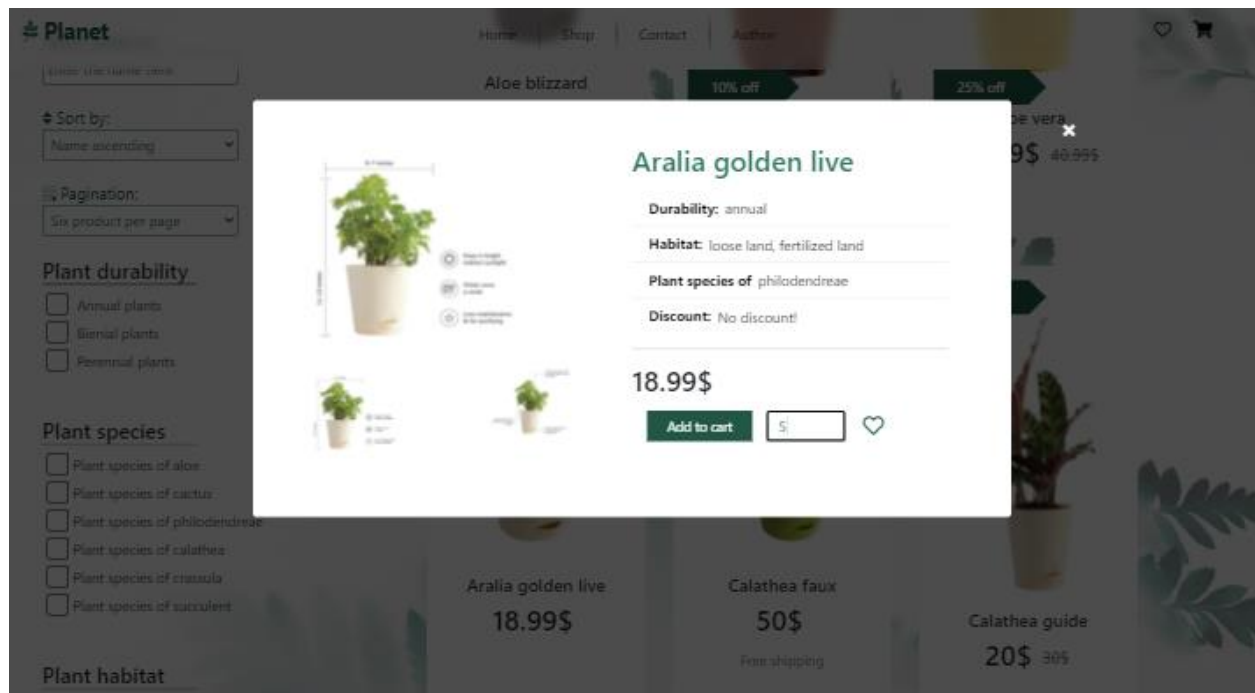 Planet
Home Shop Contact Author
Aloe blizzard
10% off
25% off
Sort by:
Name ascending
9$ 40.99$
Pagination:
Six product per page
Plant durability
Annual plants
Bienial plants
Perennial plants
Plant species
Plant species of aloe
Plant species of cactus
Plant species of philodendreae
Plant species of calathea
Plant species of crassula
Plant species of succulent
Plant habitat
Aralia golden live
Durability: annual
Habitat: loose land, fertilized land
Plant species of philodendreae
Discount: No discount!
18.99$
Add to cart
5
Aralia golden live
18.99$
Calathea faux
50$
Free shipping
Calathea guide
20$ 30$